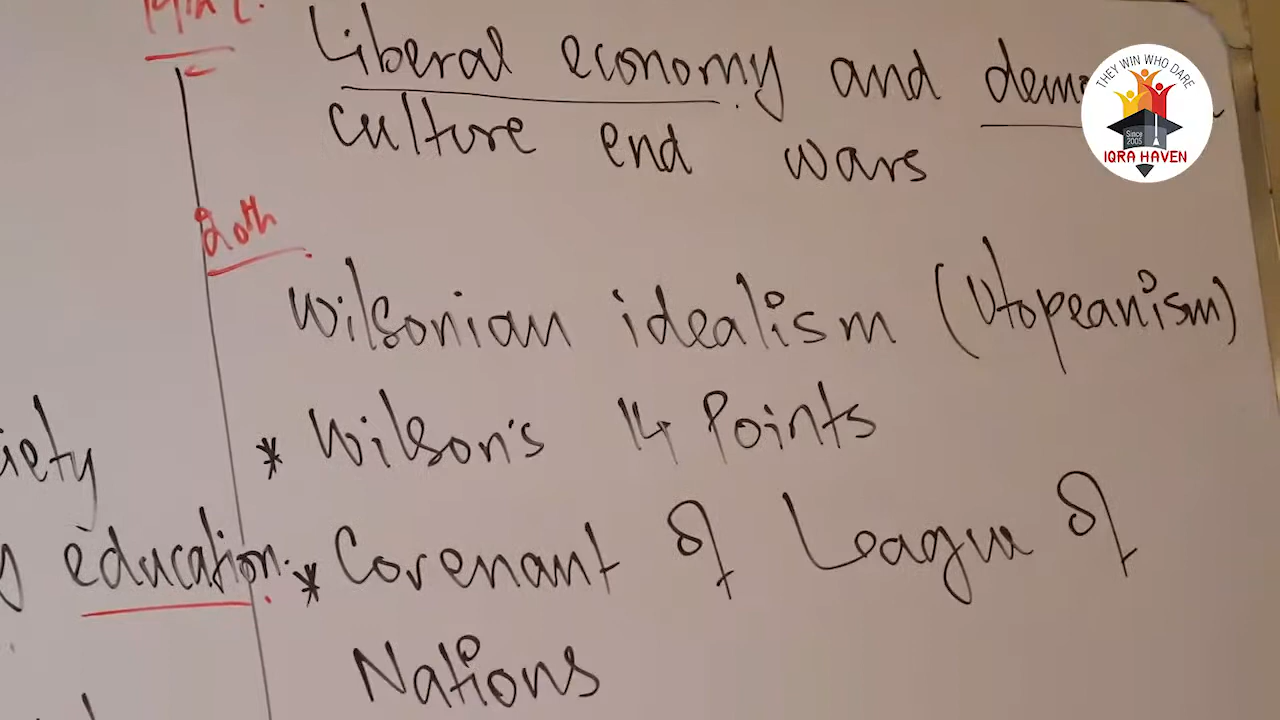 Liberal economy and
culture end wars
20th
Wilsonian idealism (Utopeanism)
* Wilson's 14 Points
iety
education.
* Covenant of League of
Nations
THEY WIN WHO DARE
Since
2005
IQRA HAVEN